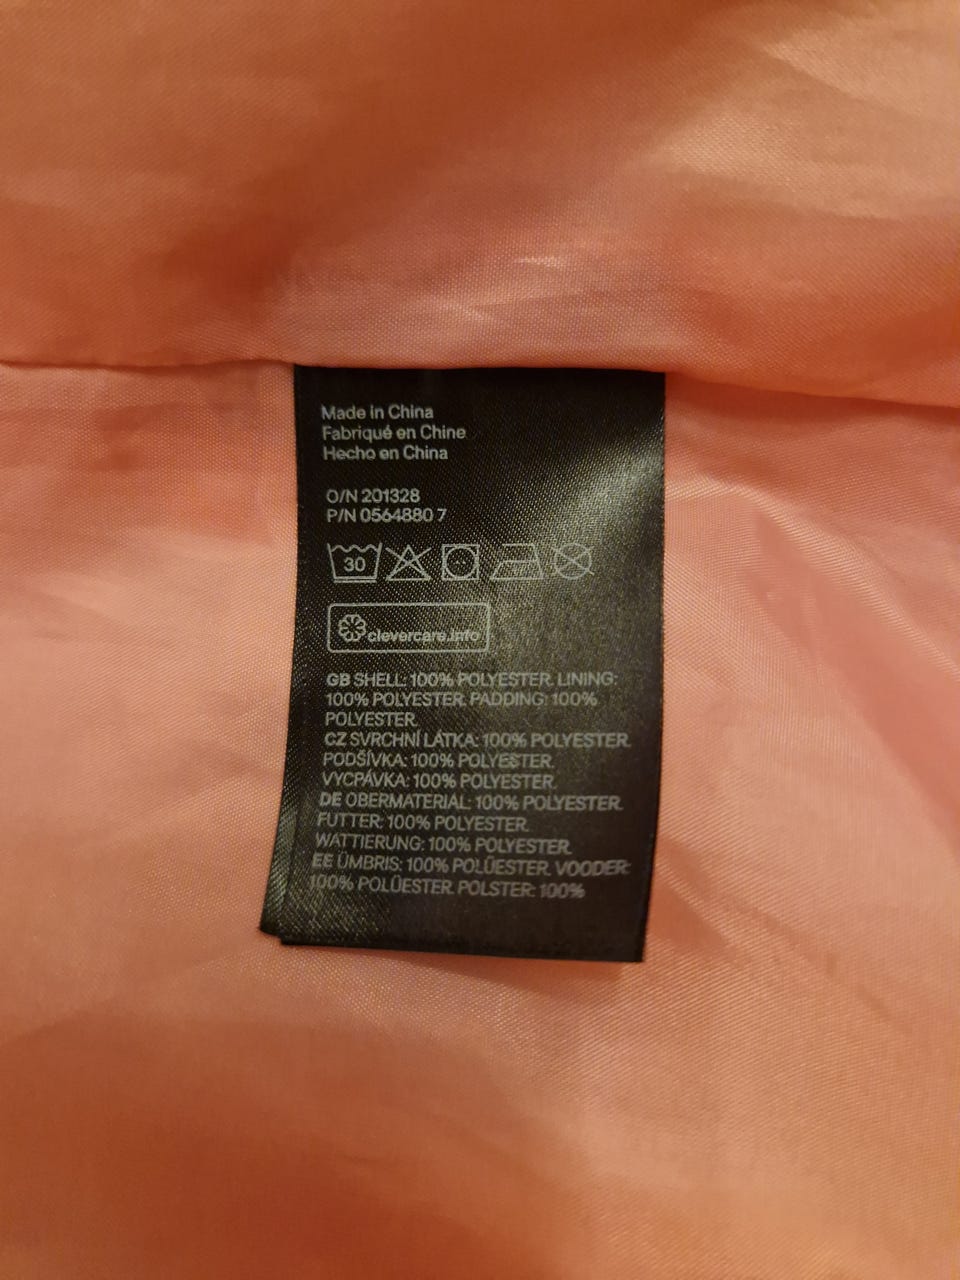 Made in China
Fabriqué en Chine
Hecho en China
O/N 201328
P/N 0564880 7
30
clevercare.info
GB SHELL: 100% POLYESTER. LINING:
100% POLYESTER. PADDING: 100%
POLYESTER.
CZ SVRCHNÍ LÁTKA: 100% POLYESTER.
PODŠÍVKA: 100% POLYESTER.
VYCPÁVKA: 100% POLYESTER.
DE OBERMATERIAL: 100% POLYESTER.
FUTTER: 100% POLYESTER.
WATTIERUNG: 100% POLYESTER.
EE ÜMBRIS: 100% POLÜESTER. VOODER:
100% POLÜESTER. POLSTER: 100%